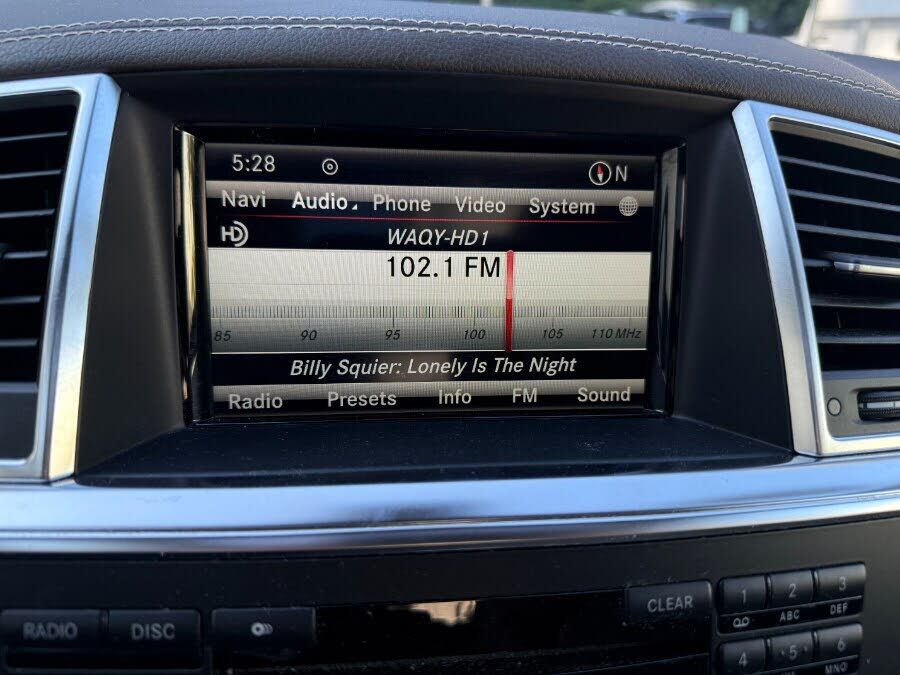 5:28 N
Navi Audio Phone Video System
HD WAQY-HD1
102.1 FM
85 90 95 100 105 110 MHz
Billy Squier: Lonely Is The Night
Radio Presets Info FM Sound
RADIO DISC CLEAR 1 2 ABC 3 DEF
4 5 6 MNO